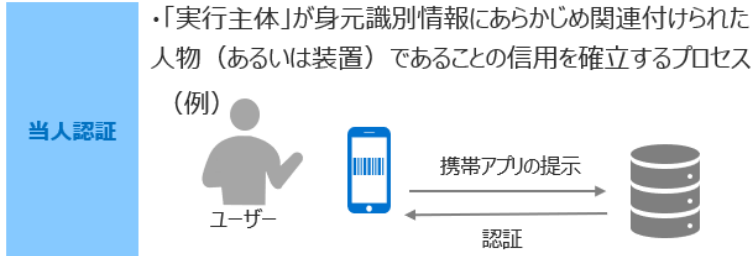 ・「実行主体」が身元識別情報にあらかじめ関連付けられた
人物（あるいは装置）であることの信用を確立するプロセス
（例）
当人認証
携帯アプリの提示
ユーザー
認証